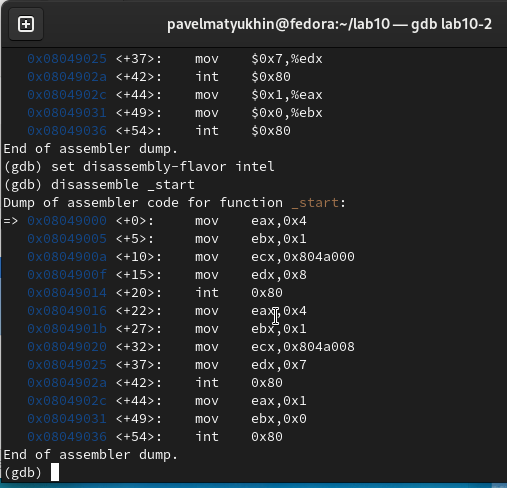 pavelmatyukhin@fedora:~/lab10 — gdb lab10-2
0x08049025 <+37>: mov $0x7,%edx
0x0804902a <+42>: int $0x80
0x0804902c <+44>: mov $0x1,%eax
0x08049031 <+49>: mov $0x0,%ebx
0x08049036 <+54>: int $0x80
End of assembler dump.
(gdb) set disassembly-flavor intel
(gdb) disassemble _start
Dump of assembler code for function _start:
=> 0x08049000 <+0>: mov eax,0x4
0x08049005 <+5>: mov ebx,0x1
0x0804900a <+10>: mov ecx,0x804a000
0x0804900f <+15>: mov edx,0x8
0x08049014 <+20>: int 0x80
0x08049016 <+22>: mov eax,0x4
0x0804901b <+27>: mov ebx,0x1
0x08049020 <+32>: mov ecx,0x804a008
0x08049025 <+37>: mov edx,0x7
0x0804902a <+42>: int 0x80
0x0804902c <+44>: mov eax,0x1
0x08049031 <+49>: mov ebx,0x0
0x08049036 <+54>: int 0x80
End of assembler dump.
(gdb)